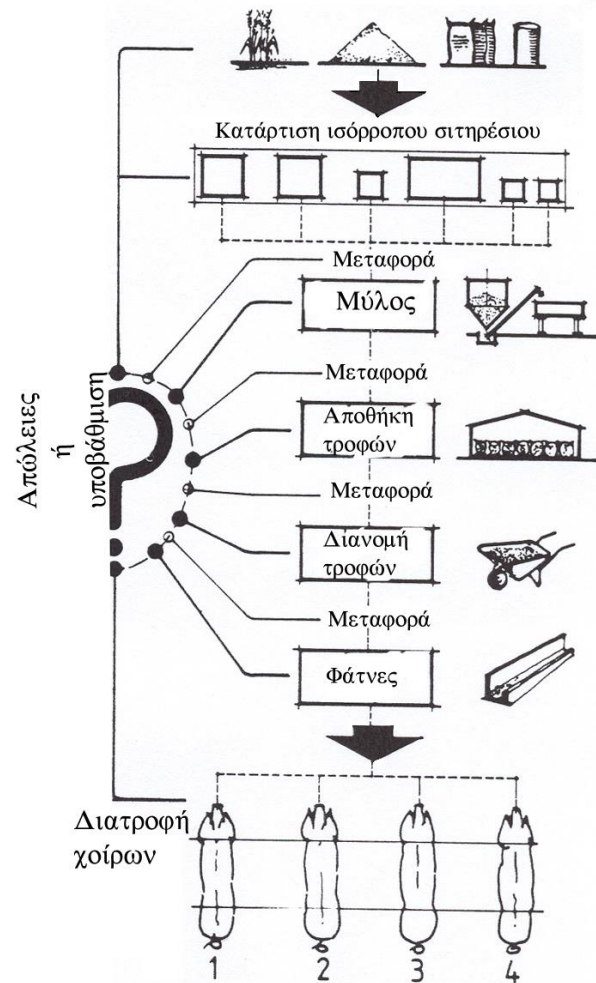 Κατάρτιση ισόρροπου σιτηρέσιου
Μεταφορά
Μύλος
Μεταφορά
Απώλειες
ή
υποβάθμιση
Αποθήκη
τροφών
Μεταφορά
Διανομή
τροφών
Μεταφορά
Φάτνες
Διατροφή
χοίρων
1 2 3 4